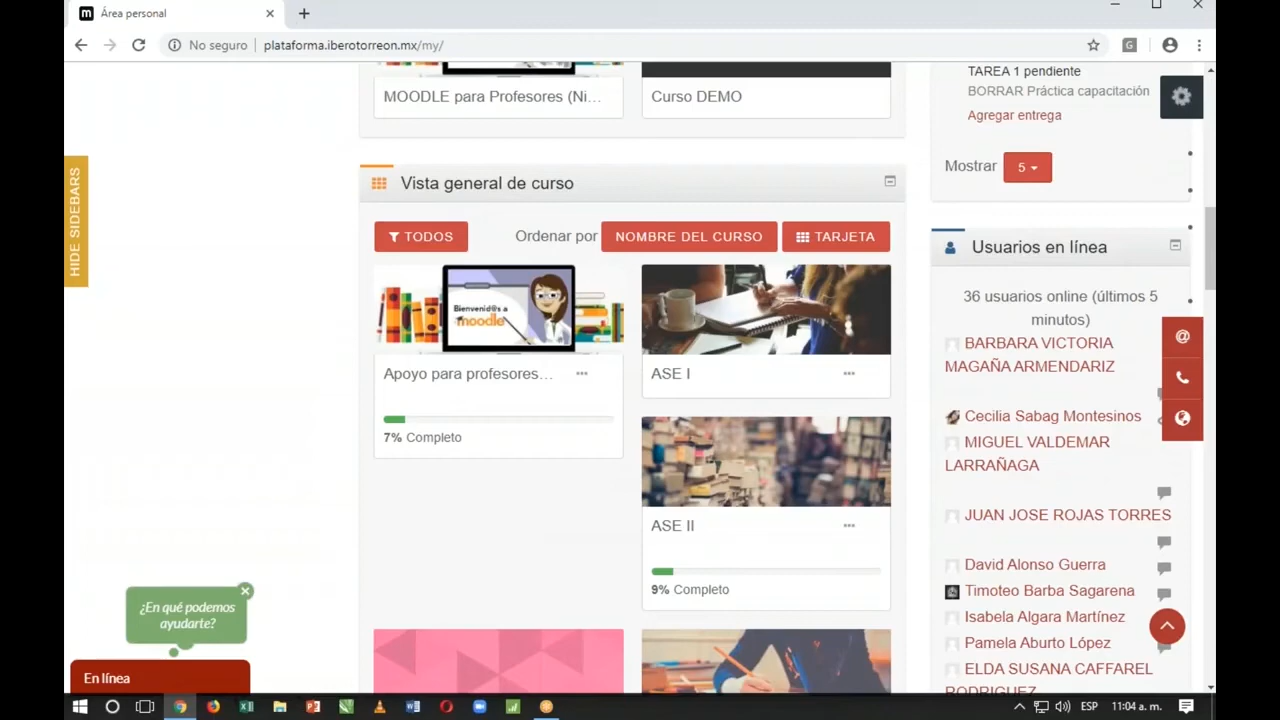 Área personal
No seguro
plataforma.iberotorreon.mx/my/
MOODLE para Profesores (Ni...
Curso DEMO
TAREA 1 pendiente
BORRAR Práctica capacitación
Agregar entrega
Mostrar 5
HIDE SIDEBARS
Vista general de curso
TODOS
Ordenar por NOMBRE DEL CURSO TARJETA
Bienvenid@s a
moodle
Apoyo para profesores...
7% Completo
ASE I
ASE II
9% Completo
Usuarios en línea
36 usuarios online (últimos 5
minutos)
BARBARA VICTORIA
MAGAÑA ARMENDARIZ
Cecilia Sabag Montesinos
MIGUEL VALDEMAR
LARRAÑAGA
JUAN JOSE ROJAS TORRES
David Alonso Guerra
Timoteo Barba Sagarena
Isabela Algara Martínez
Pamela Aburto López
ELDA SUSANA CAFFAREL
RODRIGUEZ
¿En qué podemos
ayudarte?
En línea
ESP
11:04 a. m.